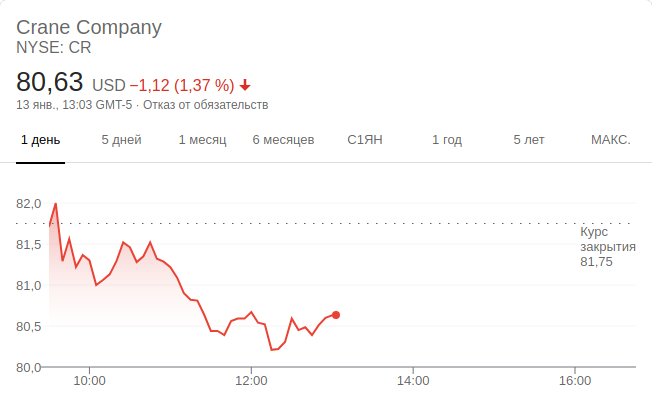 Crane Company
NYSE: CR
80,63 USD −1,12 (1,37 %)
13 янв., 13:03 GMT-5 · Отказ от обязательств
1 день 5 дней 1 месяц 6 месяцев С1ЯН 1 год 5 лет МАКС.
82,0
Курс
закрытия
81,75
81,5
81,0
80,5
80,0
10:00 12:00 14:00 16:00